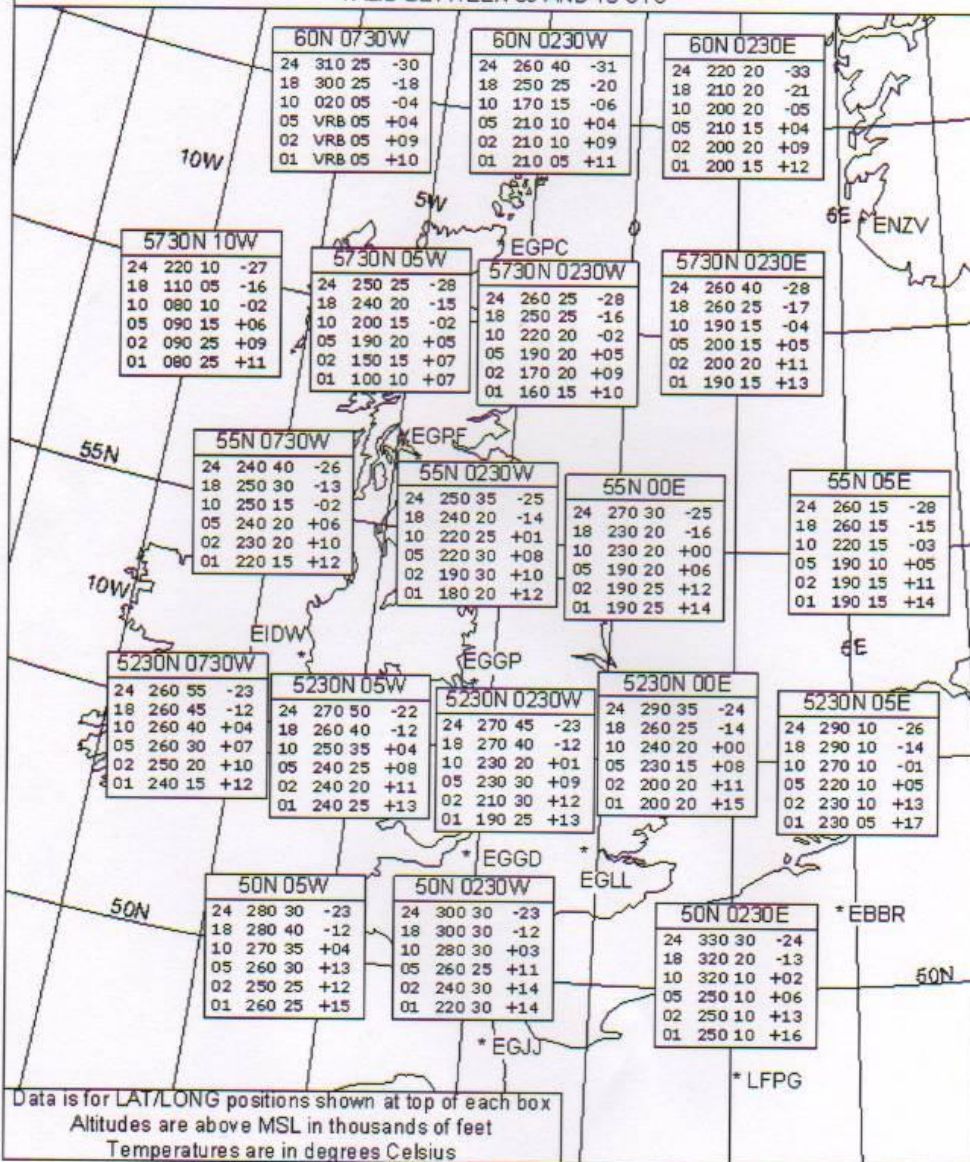 VALID BETWEEN AND UTC
60N 0730W
24 310 25 -30
18 300 25 -18
10 020 05 -04
05 VRB 05 +04
02 VRB 05 +09
01 VRB 05 +10
60N 0230W
24 260 40 -31
18 250 25 -20
10 170 15 -06
05 210 10 +04
02 210 10 +09
01 210 05 +11
60N 0230E
24 220 20 -33
18 210 20 -21
10 200 20 -05
05 210 15 +04
02 200 20 +09
01 200 15 +12
10W
5W
0
5E
* ENZV
* EGPC
5730N 10W
24 220 10 -27
18 110 05 -16
10 080 10 -02
05 090 15 +06
02 090 25 +09
01 080 25 +11
5730N 05W
24 250 25 -28
18 240 20 -15
10 200 15 -02
05 190 20 +05
02 150 15 +07
01 100 10 +07
5730N 0230W
24 260 25 -28
18 250 25 -16
10 220 20 -02
05 190 20 +05
02 170 20 +09
01 160 15 +10
5730N 0230E
24 260 40 -28
18 260 25 -17
10 190 15 -04
05 200 15 +05
02 200 20 +11
01 190 15 +13
55N
*EGPF
55N 0730W
24 240 40 -26
18 250 30 -13
10 250 15 -02
05 240 20 +06
02 230 20 +10
01 220 15 +12
55N 0230W
24 250 35 -25
18 240 20 -14
10 220 25 +01
05 220 30 +08
02 190 30 +10
01 180 20 +12
55N 00E
24 270 30 -25
18 230 20 -16
10 230 20 +00
05 190 20 +06
02 190 25 +12
01 190 25 +14
55N 05E
24 260 15 -28
18 260 15 -15
10 220 15 -03
05 190 10 +05
02 190 15 +11
01 190 15 +14
10W
EIDW
*
EGGP
*
5E
5230N 0730W
24 260 55 -23
18 260 45 -12
10 260 40 +04
05 260 30 +07
02 250 20 +10
01 240 15 +12
5230N 05W
24 270 50 -22
18 260 40 -12
10 250 35 +04
05 240 25 +08
02 240 20 +11
01 240 25 +13
5230N 0230W
24 270 45 -23
18 270 40 -12
10 230 20 +01
05 230 30 +09
02 210 30 +12
01 190 25 +13
5230N 00E
24 290 35 -24
18 260 25 -14
10 240 20 +00
05 230 15 +08
02 200 20 +11
01 200 20 +15
5230N 05E
24 290 10 -26
18 290 10 -14
10 270 10 -01
05 220 10 +05
02 230 10 +13
01 230 05 +17
* EGGD
*
EGLL
50N
50N 05W
24 280 30 -23
18 280 40 -12
10 270 35 +04
05 260 30 +13
02 250 25 +12
01 260 25 +15
50N 0230W
24 300 30 -23
18 300 30 -12
10 280 30 +03
05 260 25 +11
02 240 30 +14
01 220 30 +14
50N 0230E
24 330 30 -24
18 320 20 -13
10 320 10 +02
05 250 10 +06
02 250 10 +13
01 250 10 +16
* EBBR
50N
* EGJJ
* LFPG
Data is for LAT/LONG positions shown at top of each box
Altitudes are above MSL in thousands of feet
Temperatures are in degrees Celsius